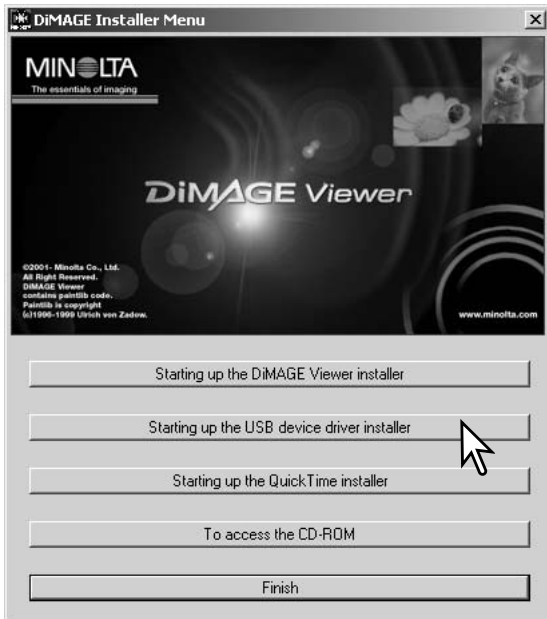 DiMAGE Installer Menu
MINOLTA
The essentials of imaging
DiMAGE Viewer
©2001- Minolta Co., Ltd.
All Right Reserved.
DiMAGE Viewer
contains paintlib code.
Paintlib is copyright
(c)1996-1999 Ulrich von Zadow.
www.minolta.com
Starting up the DiMAGE Viewer installer
Starting up the USB device driver installer
Starting up the QuickTime installer
To access the CD-ROM
Finish